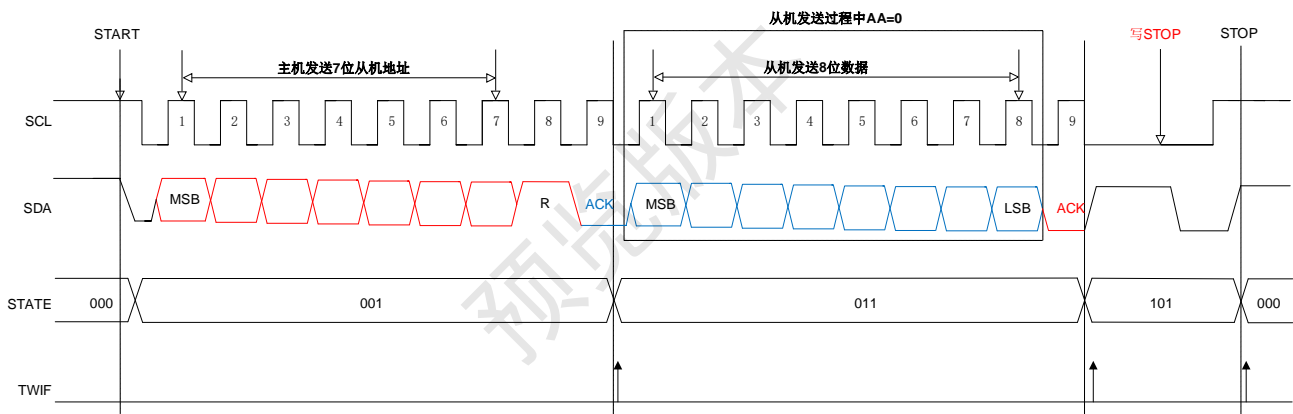 从机发送过程中AA=0
START
写STOP
STOP
主机发送7位从机地址
从机发送8位数据
SCL
1 2 3 4 5 6 7 8 9 1 2 3 4 5 6 7 8 9
SDA
MSB R ACK MSB LSB ACK
STATE 000 001 011 101 000
TWIF
预览版本